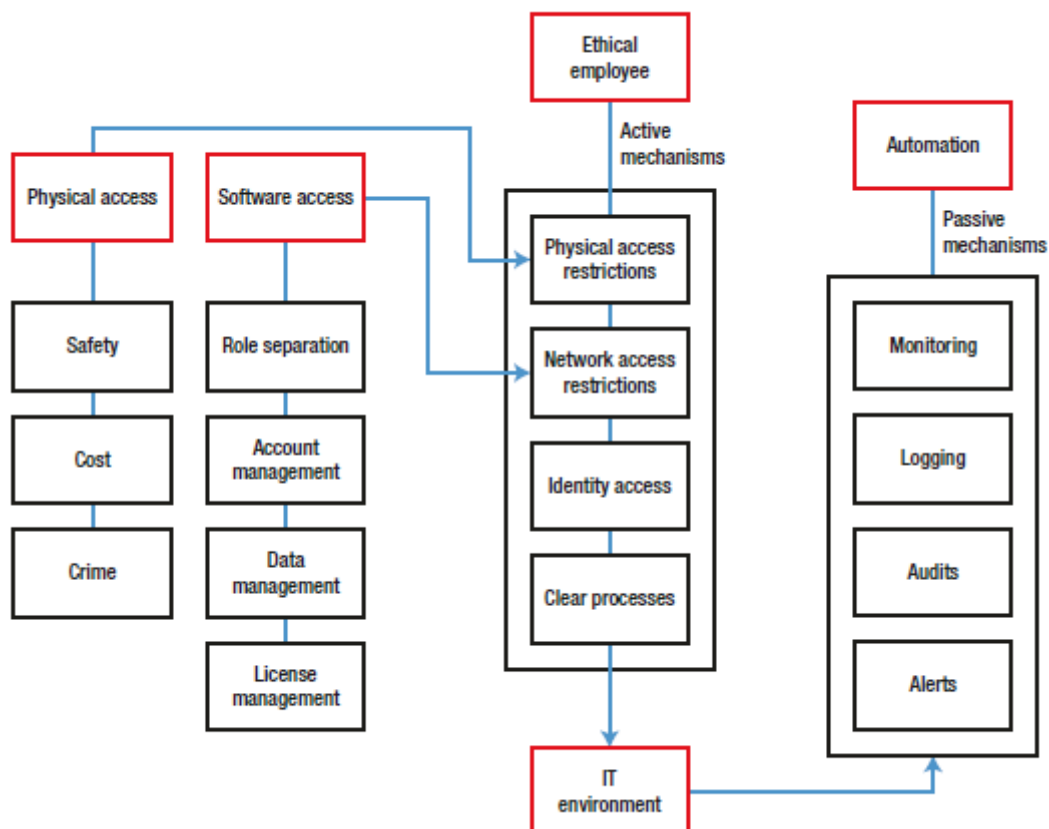 Ethical
employee
Active
mechanisms
Automation
Physical access
Software access
Passive
mechanisms
Physical access
restrictions
Safety
Role separation
Network access
restrictions
Monitoring
Cost
Account
management
Identity access
Logging
Crime
Data
management
Clear processes
Audits
License
management
Alerts
IT
environment